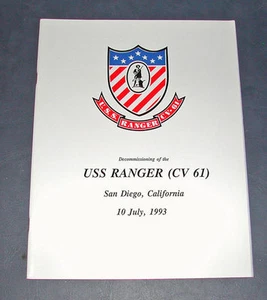 U.S.S. RANGER CV-61
Decommissioning of the
USS RANGER (CV 61)
San Diego, California
10 July, 1993